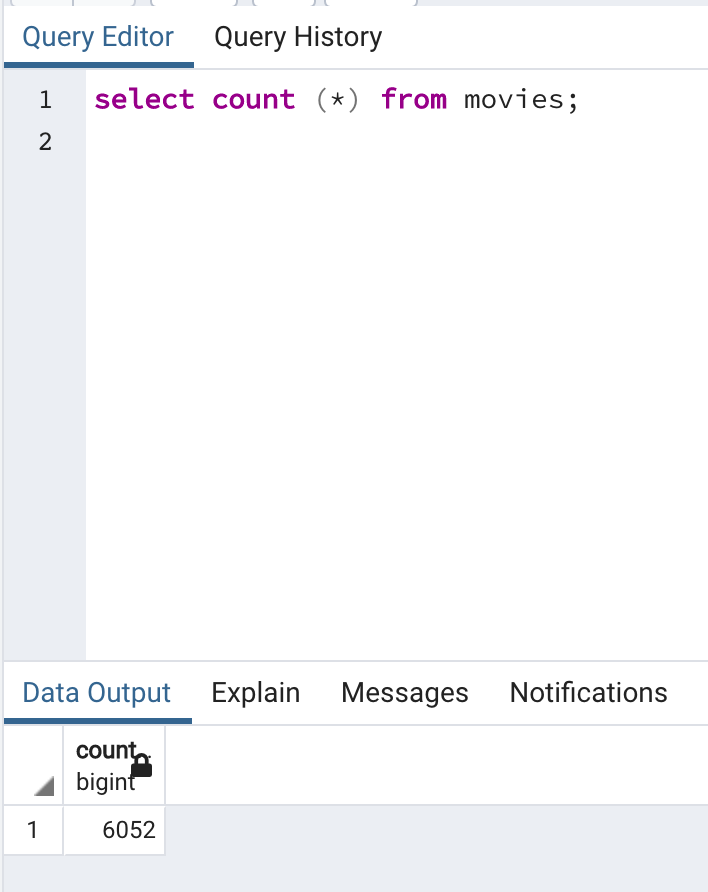 Query Editor Query History
1 select count (*) from movies;
2
Data Output Explain Messages Notifications
count
bigint
1 6052